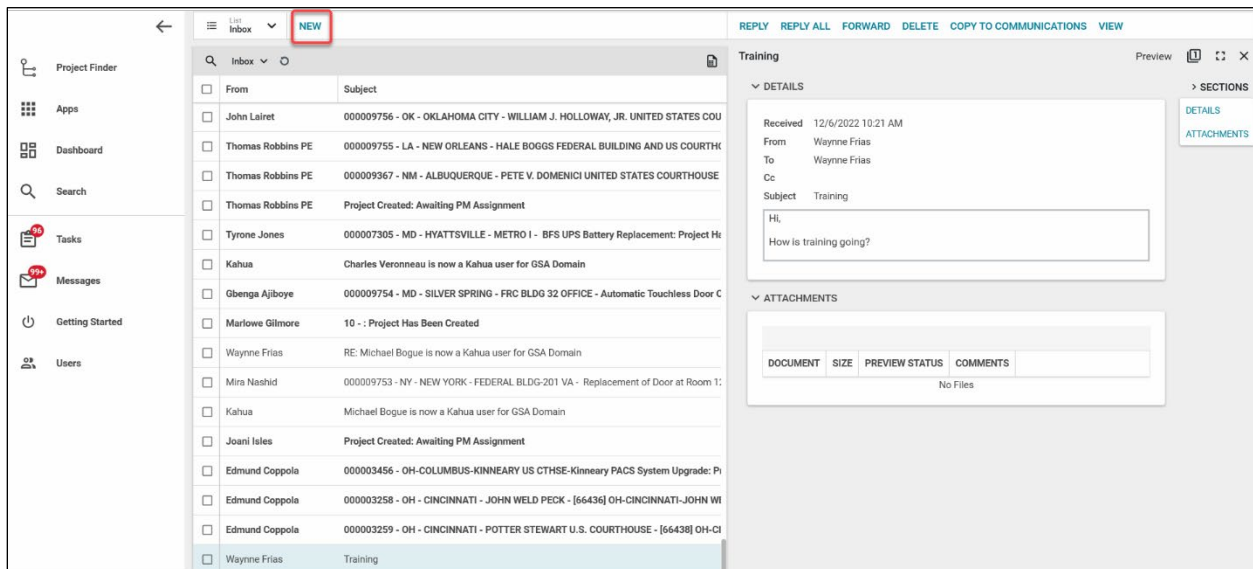 List
Inbox
NEW
REPLY REPLY ALL FORWARD DELETE COPY TO COMMUNICATIONS VIEW
Project Finder
Apps
Dashboard
Search
96
Tasks
99+
Messages
Getting Started
Users
Inbox
From Subject
John Lairet 000009756 - OK - OKLAHOMA CITY - WILLIAM J. HOLLOWAY, JR. UNITED STATES COU
Thomas Robbins PE 000009755 - LA - NEW ORLEANS - HALE BOGGS FEDERAL BUILDING AND US COURTH
Thomas Robbins PE 000009367 - NM - ALBUQUERQUE - PETE V. DOMENICI UNITED STATES COURTHOUSE
Thomas Robbins PE Project Created: Awaiting PM Assignment
Tyrone Jones 000007305 - MD - HYATTSVILLE - METRO I - BFS UPS Battery Replacement: Project Ha
Kahua Charles Veronneau is now a Kahua user for GSA Domain
Gbenga Ajiboye 000009754 - MD - SILVER SPRING - FRC BLDG 32 OFFICE - Automatic Touchless Door
Marlowe Gilmore 10 - : Project Has Been Created
Waynne Frias RE: Michael Bogue is now a Kahua user for GSA Domain
Mira Nashid 000009753 - NY - NEW YORK - FEDERAL BLDG-201 VA - Replacement of Door at Room
Kahua Michael Bogue is now a Kahua user for GSA Domain
Joani Isles Project Created: Awaiting PM Assignment
Edmund Coppola 000003456 - OH-COLUMBUS-KINNEARY US CTHSE-Kinneary PACS System Upgrade:
Edmund Coppola 000003258 - OH - CINCINNATI - JOHN WELD PECK - [66436] OH-CINCINNATI-JOHN
Edmund Coppola 000003259 - OH - CINCINNATI - POTTER STEWART U.S. COURTHOUSE - [66438]
Waynne Frias Training
Training Preview
DETAILS
Received 12/6/2022 10:21 AM
From Waynne Frias
To Waynne Frias
Cc
Subject Training
Hi,
How is training going?
ATTACHMENTS
DOCUMENT SIZE PREVIEW STATUS COMMENTS
No Files
> SECTIONS
DETAILS
ATTACHMENTS